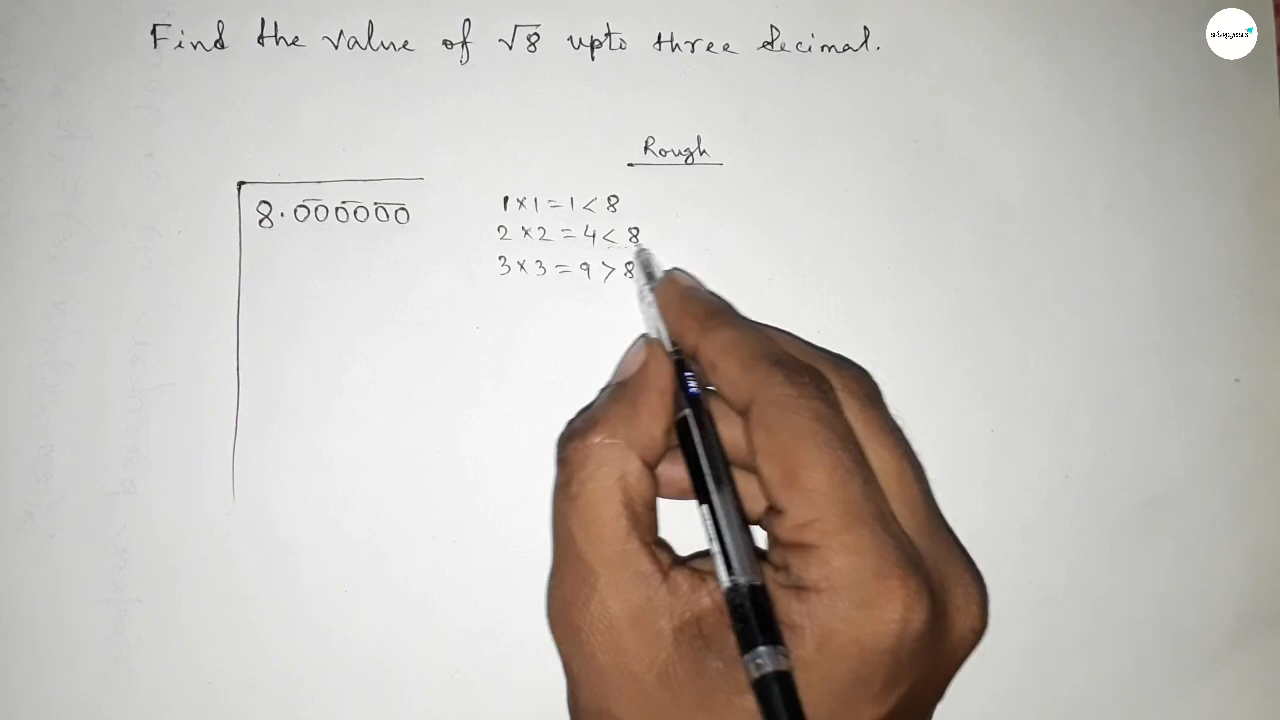 Find the value of √8 upto three decimal.
Rough
8.000000
1×1=1<8
2×2=4<8
3×3=9>8
LINC